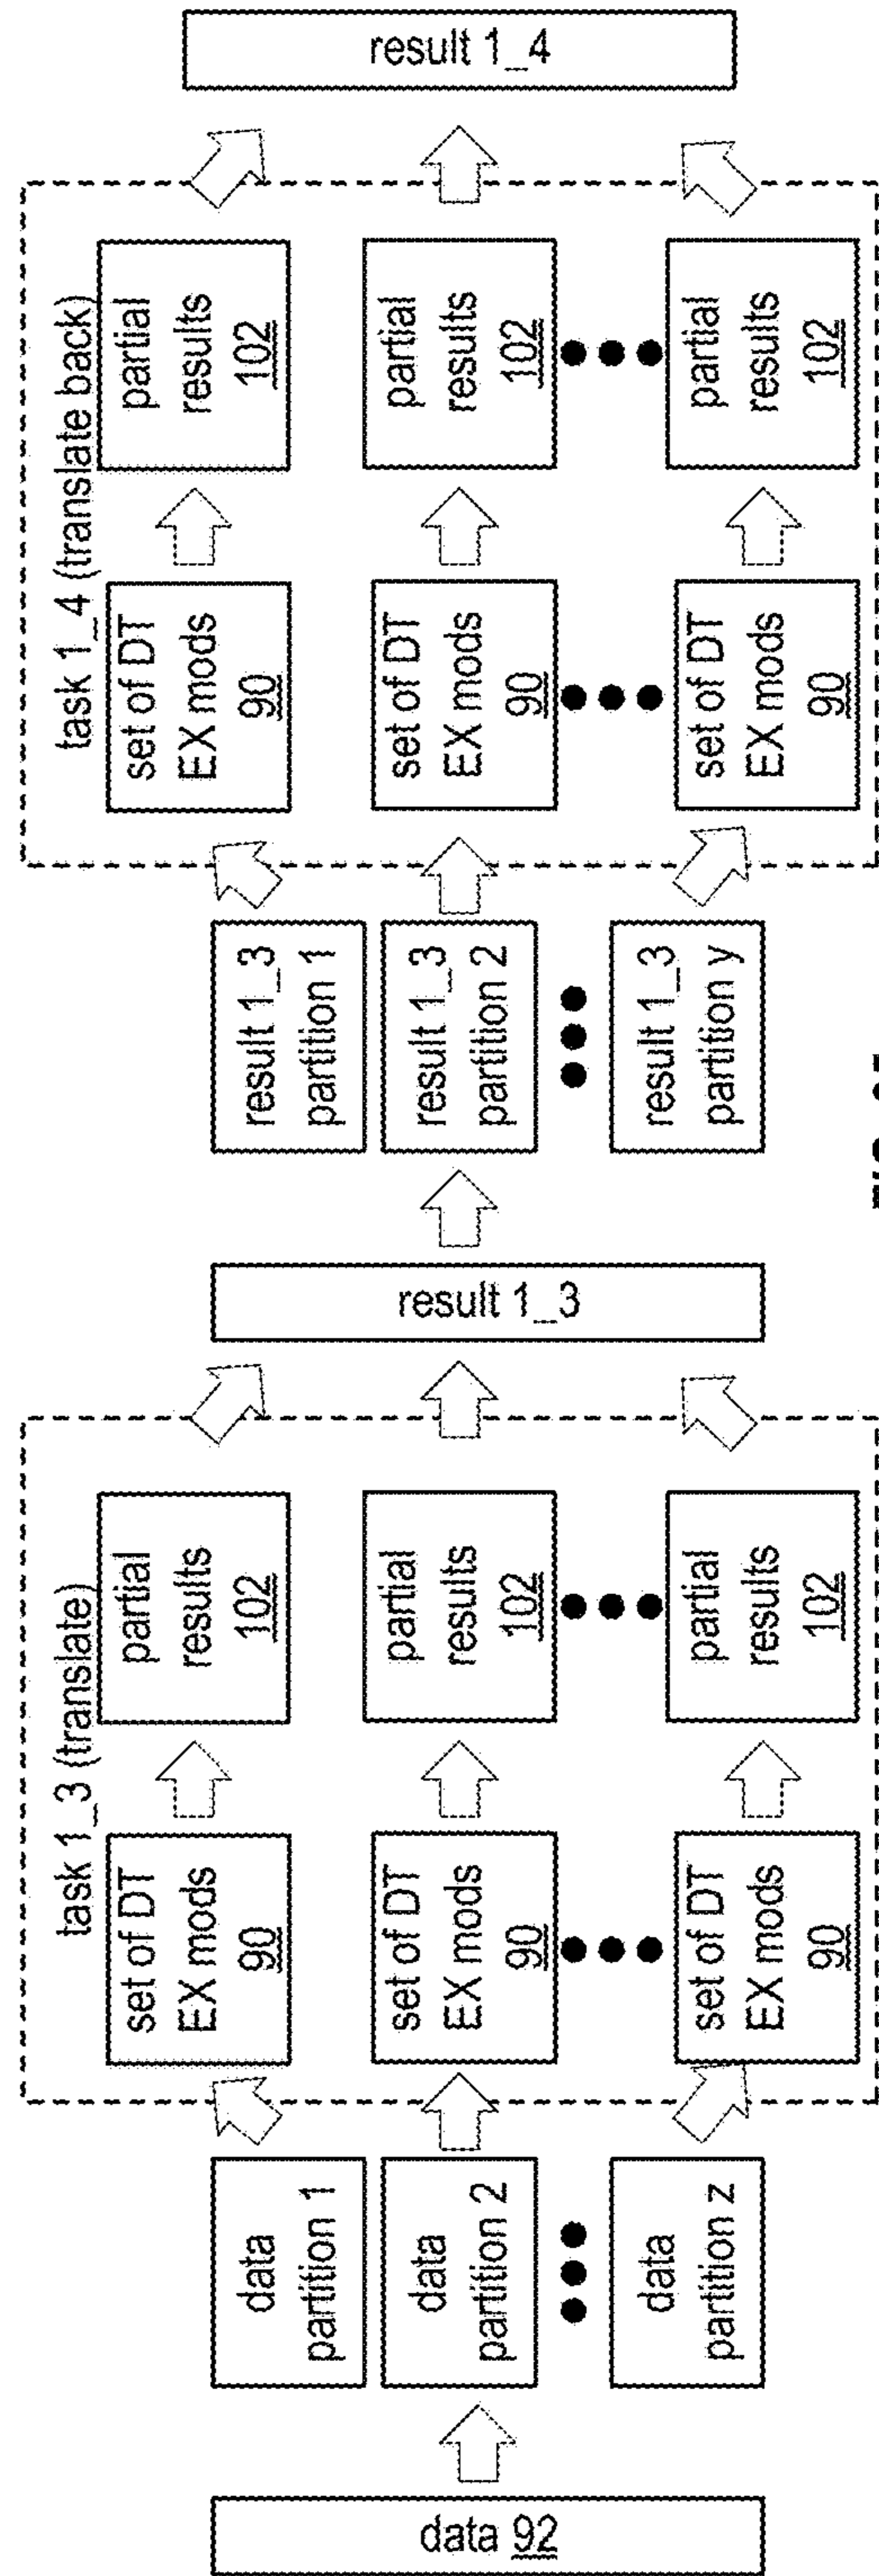 data 92
data
partition 1
data
partition 2
data
partition z
task 1_3 (translate)
set of DT
EX mods
90
set of DT
EX mods
90
set of DT
EX mods
90
partial
results
102
partial
results
102
partial
results
102
result 1_3
result 1_3
partition 1
result 1_3
partition 2
result 1_3
partition y
task 1_4 (translate back)
set of DT
EX mods
90
set of DT
EX mods
90
set of DT
EX mods
90
partial
results
102
partial
results
102
partial
results
102
result 1_4